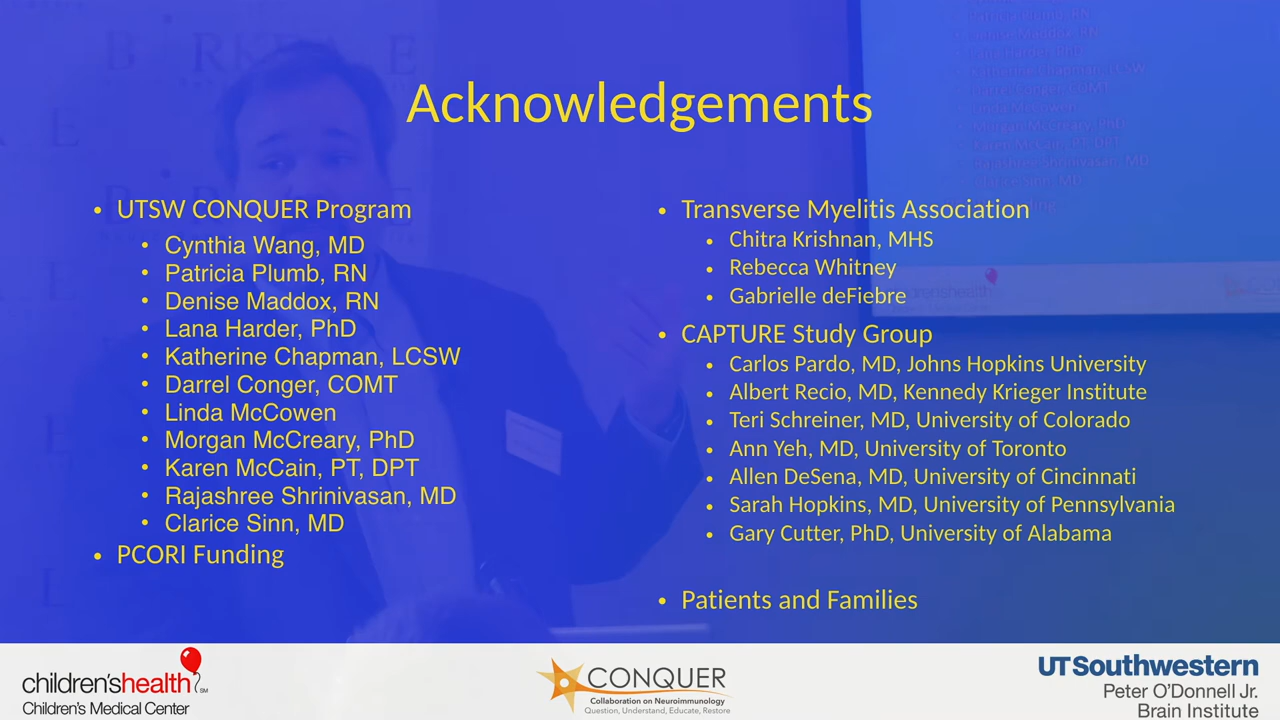 Acknowledgements
• UTSW CONQUER Program
• Cynthia Wang, MD
• Patricia Plumb, RN
• Denise Maddox, RN
• Lana Harder, PhD
• Katherine Chapman, LCSW
• Darrel Conger, COMT
• Linda McCowen
• Morgan McCreary, PhD
• Karen McCain, PT, DPT
• Rajashree Shrinivasan, MD
• Clarice Sinn, MD
• PCORI Funding
• Transverse Myelitis Association
• Chitra Krishnan, MHS
• Rebecca Whitney
• Gabrielle deFiebre
• CAPTURE Study Group
• Carlos Pardo, MD, Johns Hopkins University
• Albert Recio, MD, Kennedy Krieger Institute
• Teri Schreiner, MD, University of Colorado
• Ann Yeh, MD, University of Toronto
• Allen DeSena, MD, University of Cincinnati
• Sarah Hopkins, MD, University of Pennsylvania
• Gary Cutter, PhD, University of Alabama
• Patients and Families
children'shealth SM
Children's Medical Center
CONQUER
Collaboration on Neuroimmunology
Question, Understand, Educate, Restore
UTSouthwestern
Peter O'Donnell Jr.
Brain Institute